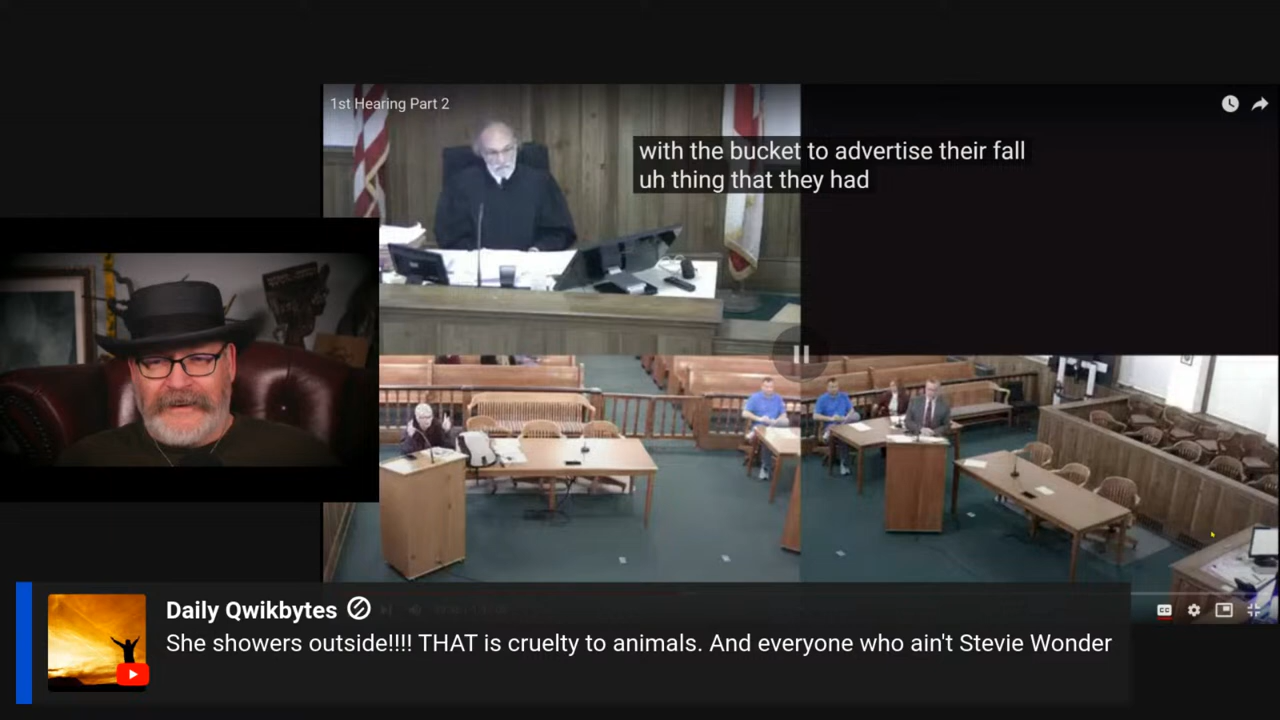 1st Hearing Part 2
with the bucket to advertise their fall
uh thing that they had
CC
Daily Qwikbytes
She showers outside!!!! THAT is cruelty to animals. And everyone who ain't Stevie Wonder